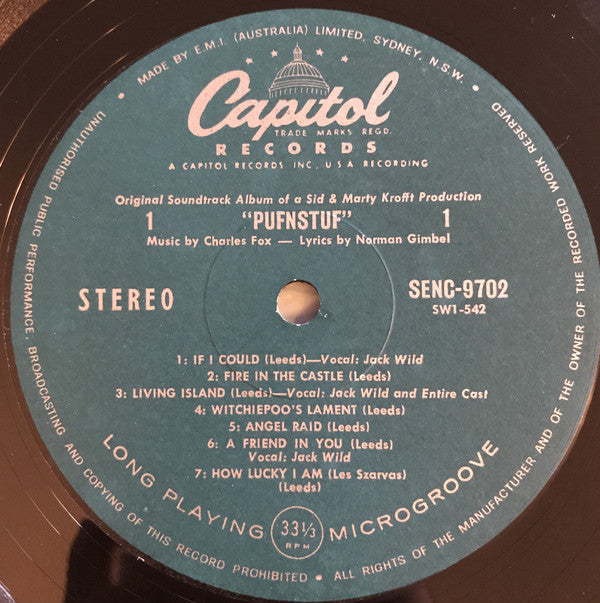 MADE BY E.M.I. (AUSTRALIA) LIMITED, SYDNEY, N.S.W. •
Capitol
TRADE MARKS REGD.
RECORDS
A CAPITOL RECORDS INC, U S A RECORDING
Original Soundtrack Album of a Sid & Marty Krofft Production
1 "PUFNSTUF" 1
Music by Charles Fox — Lyrics by Norman Gimbel
STEREO
SENC-9702
SW1-542
1: IF I COULD (Leeds)—Vocal: Jack Wild
2: FIRE IN THE CASTLE (Leeds)
3: LIVING ISLAND (Leeds)—Vocal: Jack Wild and Entire Cast
4: WITCHIEPOO'S LAMENT (Leeds)
5: ANGEL RAID (Leeds)
6: A FRIEND IN YOU (Leeds)
Vocal: Jack Wild
7: HOW LUCKY I AM (Les Szarvas)
(Leeds)
LONG PLAYING 33⅓ MICROGROOVE
RPM
UNAUTHORISED PUBLIC PERFORMANCE, BROADCASTING AND COPYING OF THIS RECORD PROHIBITED • ALL RIGHTS OF THE MANUFACTURER AND OF THE OWNER OF THE RECORDED WORK RESERVED